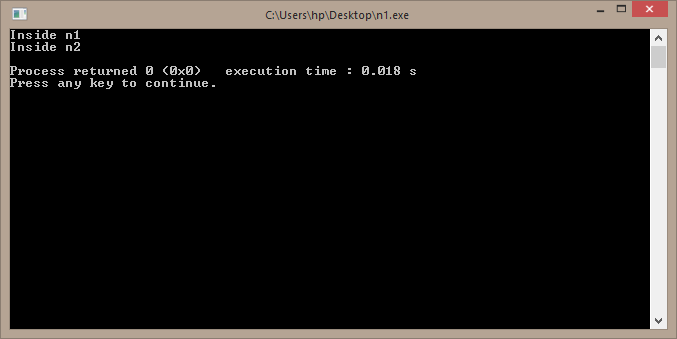 C:\Users\hp\Desktop\n1.exe
Inside n1
Inside n2
Process returned 0 (0x0)   execution time : 0.018 s
Press any key to continue.